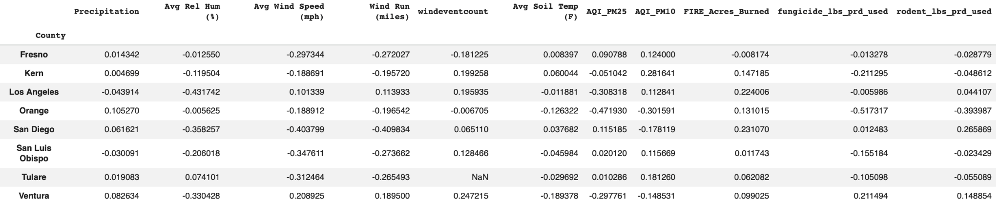 Precipitation Avg Rel Hum (%) Avg Wind Speed (mph) Wind Run (miles) windeventcount Avg Soil Temp (F) AQI_PM25 AQI_PM10 FIRE_Acres_Burned fungicide_lbs_prd_used rodent_lbs_prd_used
County
Fresno 0.014342 -0.012550 -0.297344 -0.272027 -0.181225 0.008397 0.090788 0.124000 -0.008174 -0.013278 -0.028779
Kern 0.004699 -0.119504 -0.188691 -0.195720 0.199258 0.060044 -0.051042 0.281641 0.147185 -0.211295 -0.048612
Los Angeles -0.043914 -0.431742 0.101339 0.113933 0.195935 -0.011881 -0.308318 0.112841 0.224006 -0.005986 0.044107
Orange 0.105270 -0.005625 -0.188912 -0.196542 -0.006705 -0.126322 -0.471930 -0.301591 0.131015 -0.517317 -0.393987
San Diego 0.061621 -0.358257 -0.403799 -0.409834 0.065110 0.037682 0.115185 -0.178119 0.231070 0.012483 0.265869
San Luis Obispo -0.030091 -0.206018 -0.347611 -0.273662 0.128466 -0.045984 0.020120 0.115669 0.011743 -0.155184 -0.023429
Tulare 0.019083 0.074101 -0.312464 -0.265493 NaN -0.029692 0.010286 0.181260 0.062082 -0.105098 -0.055089
Ventura 0.082634 -0.330428 0.208925 0.189500 0.247215 -0.189378 -0.297761 -0.148531 0.099025 0.211494 0.148854